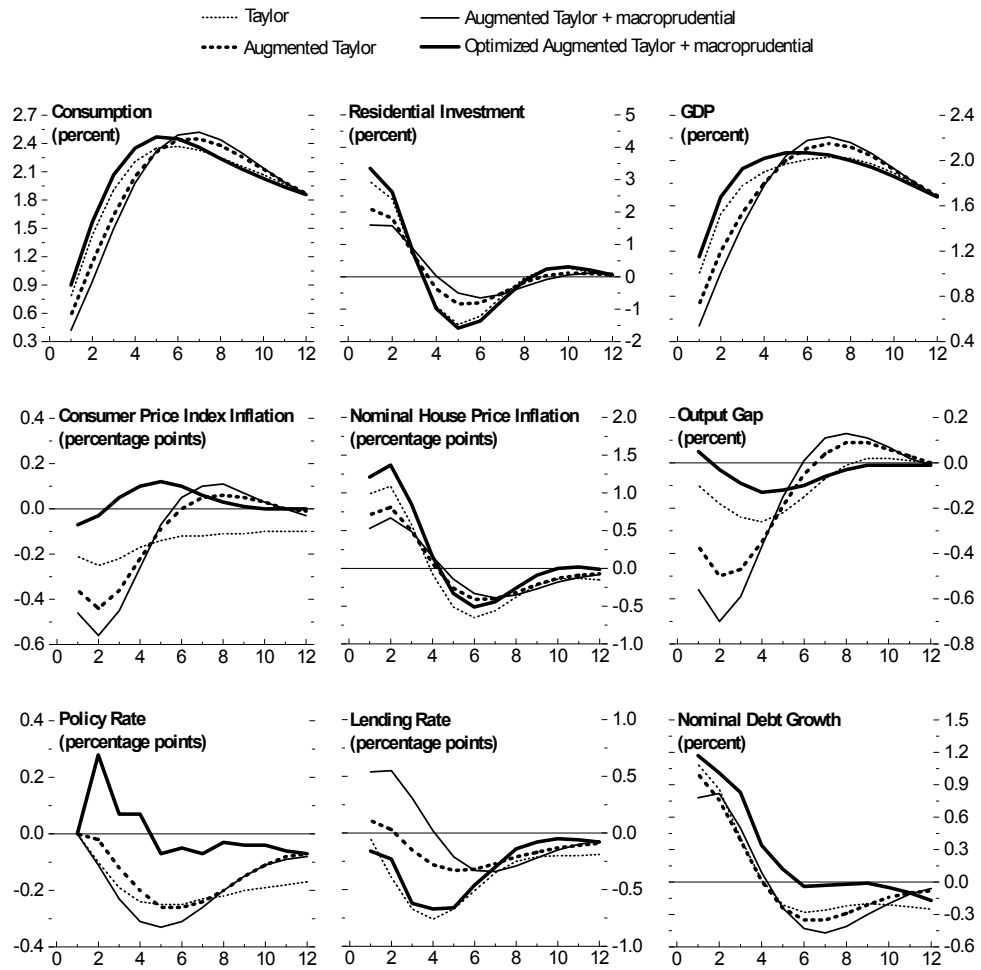 Taylor
Augmented Taylor
Augmented Taylor + macroprudential
Optimized Augmented Taylor + macroprudential
Consumption
(percent)
2.7
2.4
2.1
1.8
1.5
1.2
0.9
0.6
0.3
0 2 4 6 8 10 12
Residential Investment
(percent)
5
4
3
2
1
0
-1
-2
0 2 4 6 8 10 12
GDP
(percent)
2.4
2.0
1.6
1.2
0.8
0.4
0 2 4 6 8 10 12
Consumer Price Index Inflation
(percentage points)
0.4
0.2
0.0
-0.2
-0.4
-0.6
0 2 4 6 8 10 12
Nominal House Price Inflation
(percentage points)
2.0
1.5
1.0
0.5
0.0
-0.5
-1.0
0 2 4 6 8 10 12
Output Gap
(percent)
0.2
0.0
-0.2
-0.4
-0.6
-0.8
0 2 4 6 8 10 12
Policy Rate
(percentage points)
0.4
0.2
0.0
-0.2
-0.4
0 2 4 6 8 10 12
Lending Rate
(percentage points)
1.0
0.5
0.0
-0.5
-1.0
0 2 4 6 8 10 12
Nominal Debt Growth
(percent)
1.5
1.2
0.9
0.6
0.3
0.0
-0.3
-0.6
0 2 4 6 8 10 12